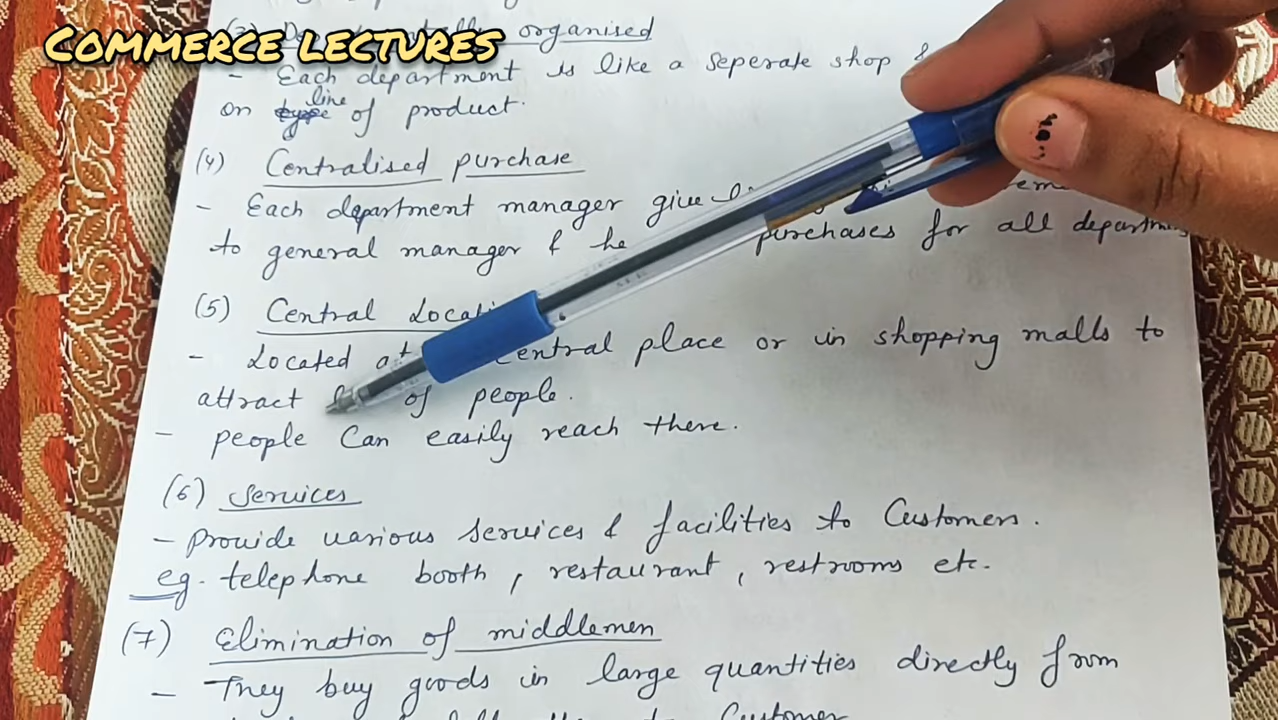 COMMERCE LECTURES
organised
- Each department is like a seperate shop &
on line of product.
(4) Centralised purchase
- Each department manager give
to general manager & he purchases for all
(5) Central
- Located at central place or in shopping malls to
attract of people.
- people can easily reach there.
(6) Services
- Provide various services & facilities to Customers.
eg. telephone booth, restaurant, restrooms etc.
(7) Elimination of middlemen
- They buy goods in large quantities directly from
Customer